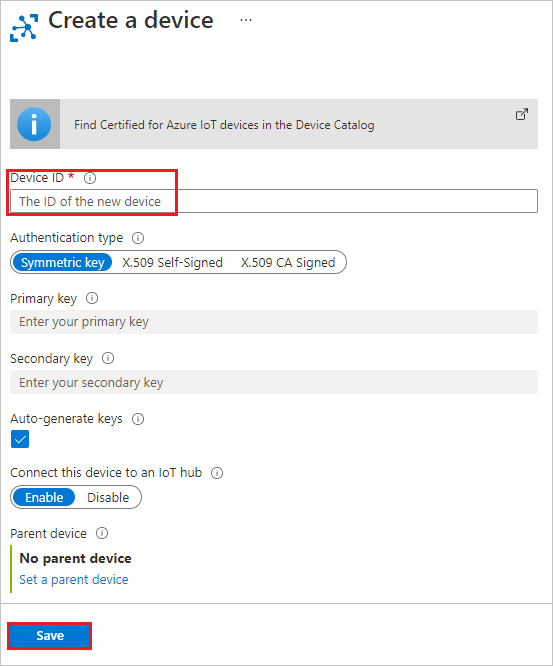 Create a device ...
Find Certified for Azure IoT devices in the Device Catalog
Device ID *
The ID of the new device
Authentication type
Symmetric key X.509 Self-Signed X.509 CA Signed
Primary key
Enter your primary key
Secondary key
Enter your secondary key
Auto-generate keys
Connect this device to an IoT hub
Enable Disable
Parent device
No parent device
Set a parent device
Save